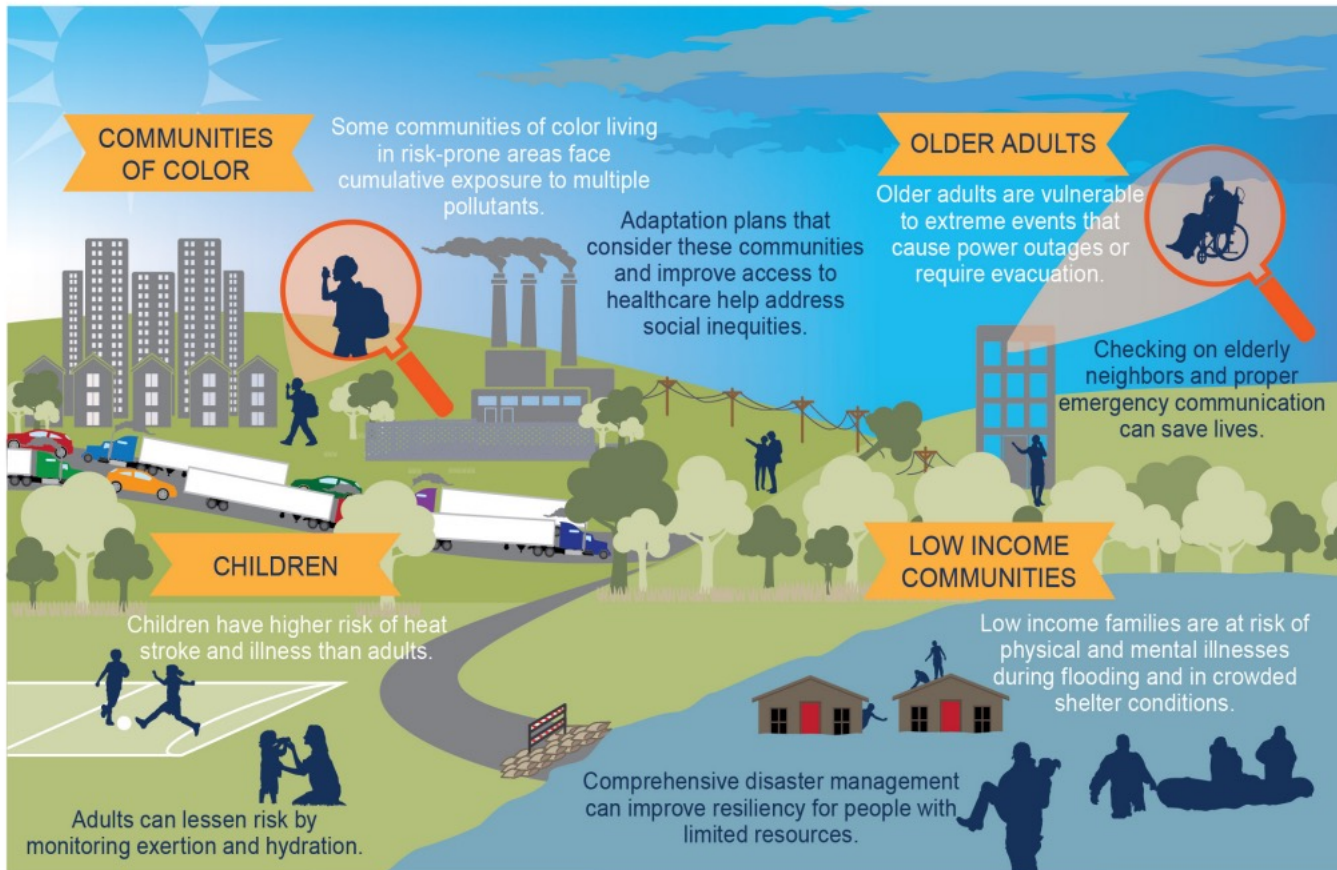 COMMUNITIES
OF COLOR
Some communities of color living
in risk-prone areas face
cumulative exposure to multiple
pollutants.
Adaptation plans that
consider these communities
and improve access to
healthcare help address
social inequities.
OLDER ADULTS
Older adults are vulnerable
to extreme events that
cause power outages or
require evacuation.
Checking on elderly
neighbors and proper
emergency communication
can save lives.
CHILDREN
Children have higher risk of heat
stroke and illness than adults.
Adults can lessen risk by
monitoring exertion and hydration.
LOW INCOME
COMMUNITIES
Low income families are at risk of
physical and mental illnesses
during flooding and in crowded
shelter conditions.
Comprehensive disaster management
can improve resiliency for people with
limited resources.